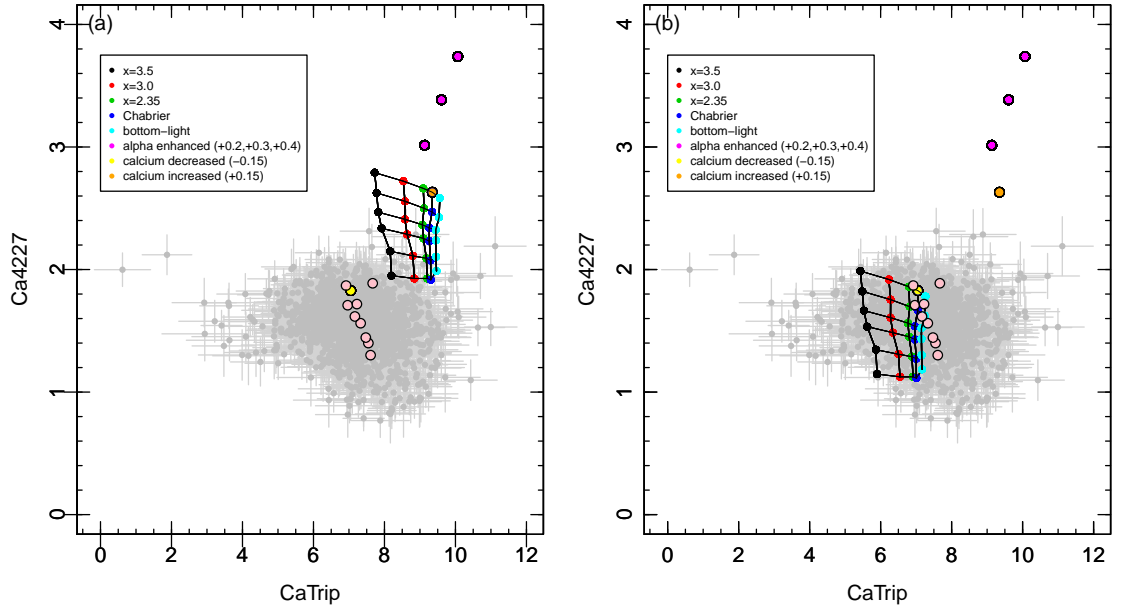 (a)
x=3.5
x=3.0
x=2.35
Chabrier
bottom−light
alpha enhanced (+0.2,+0.3,+0.4)
calcium decreased (−0.15)
calcium increased (+0.15)
Ca4227
4
3
2
1
0
0 2 4 6 8 10 12
CaTrip
(b)
x=3.5
x=3.0
x=2.35
Chabrier
bottom−light
alpha enhanced (+0.2,+0.3,+0.4)
calcium decreased (−0.15)
calcium increased (+0.15)
Ca4227
4
3
2
1
0
0 2 4 6 8 10 12
CaTrip